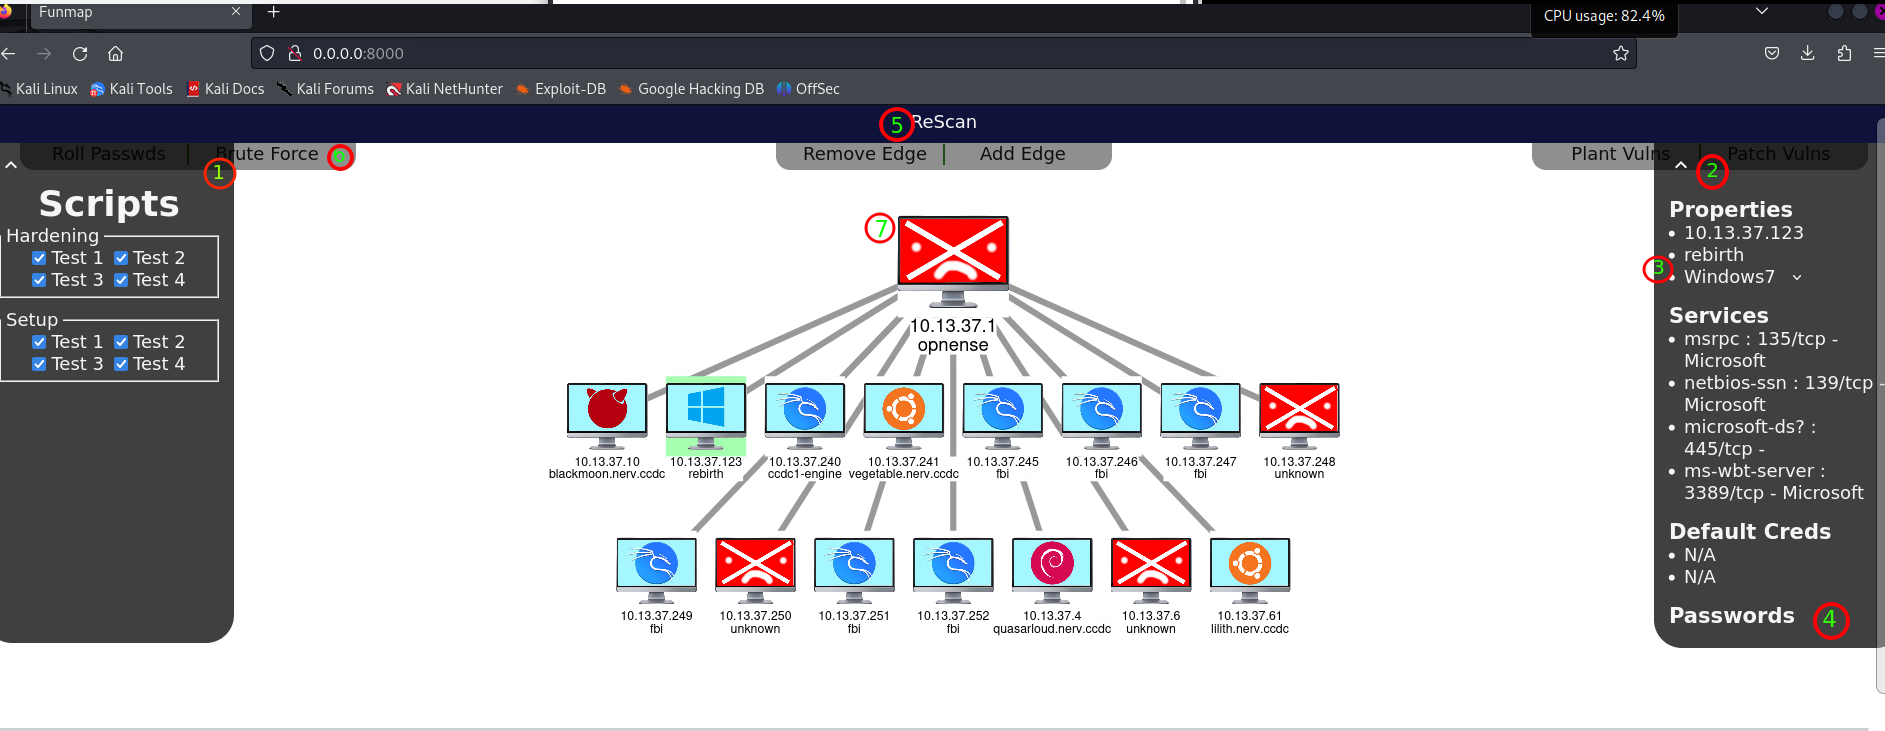 Funmap
CPU usage: 82.4%
0.0.0.0:8000
Kali Linux Kali Tools Kali Docs Kali Forums Kali NetHunter Exploit-DB Google Hacking DB OffSec
5 ReScan
Roll Passwds | Brute Force
Remove Edge | Add Edge
Plant Vulns | Patch Vulns
1
Scripts
Hardening
Test 1 Test 2
Test 3 Test 4
Setup
Test 1 Test 2
Test 3 Test 4
7
10.13.37.1
opnense
10.13.37.10 10.13.37.123 10.13.37.240 10.13.37.241 10.13.37.245 10.13.37.246 10.13.37.247 10.13.37.248
blackmoon.nerv.ccdc rebirth ccdc1-engine vegetable.nerv.ccdc fbi fbi fbi unknown
10.13.37.249 10.13.37.250 10.13.37.251 10.13.37.252 10.13.37.4 10.13.37.6 10.13.37.61
fbi unknown fbi fbi quasarloud.nerv.ccdc unknown lilith.nerv.ccdc
2
Properties
• 10.13.37.123
• rebirth
3
• Windows7
Services
• msrpc : 135/tcp -
Microsoft
• netbios-ssn : 139/tcp -
Microsoft
• microsoft-ds? :
445/tcp -
• ms-wbt-server :
3389/tcp - Microsoft
Default Creds
• N/A
• N/A
Passwords 4